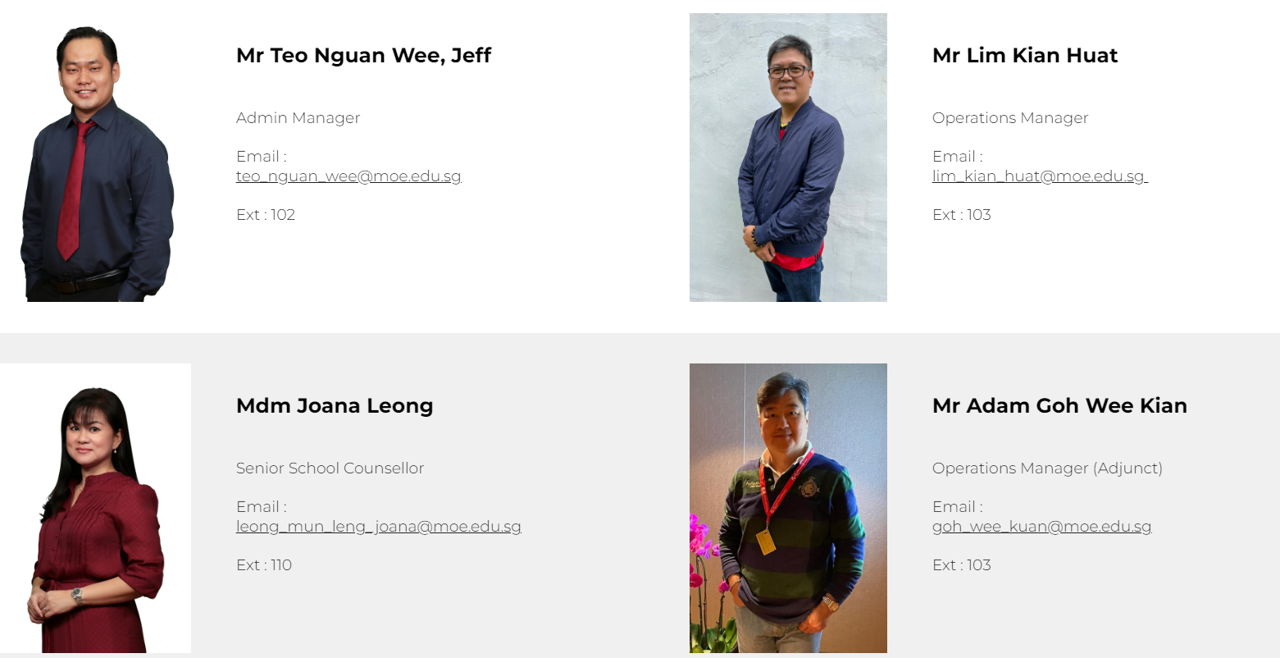 Mr Teo Nguan Wee, Jeff
Admin Manager
Email :
teo_nguan_wee@moe.edu.sg
Ext : 102
Mr Lim Kian Huat
Operations Manager
Email :
lim_kian_huat@moe.edu.sg
Ext : 103
Mdm Joana Leong
Senior School Counsellor
Email :
leong_mun_leng_joana@moe.edu.sg
Ext : 110
Mr Adam Goh Wee Kian
Operations Manager (Adjunct)
Email :
goh_wee_kuan@moe.edu.sg
Ext : 103